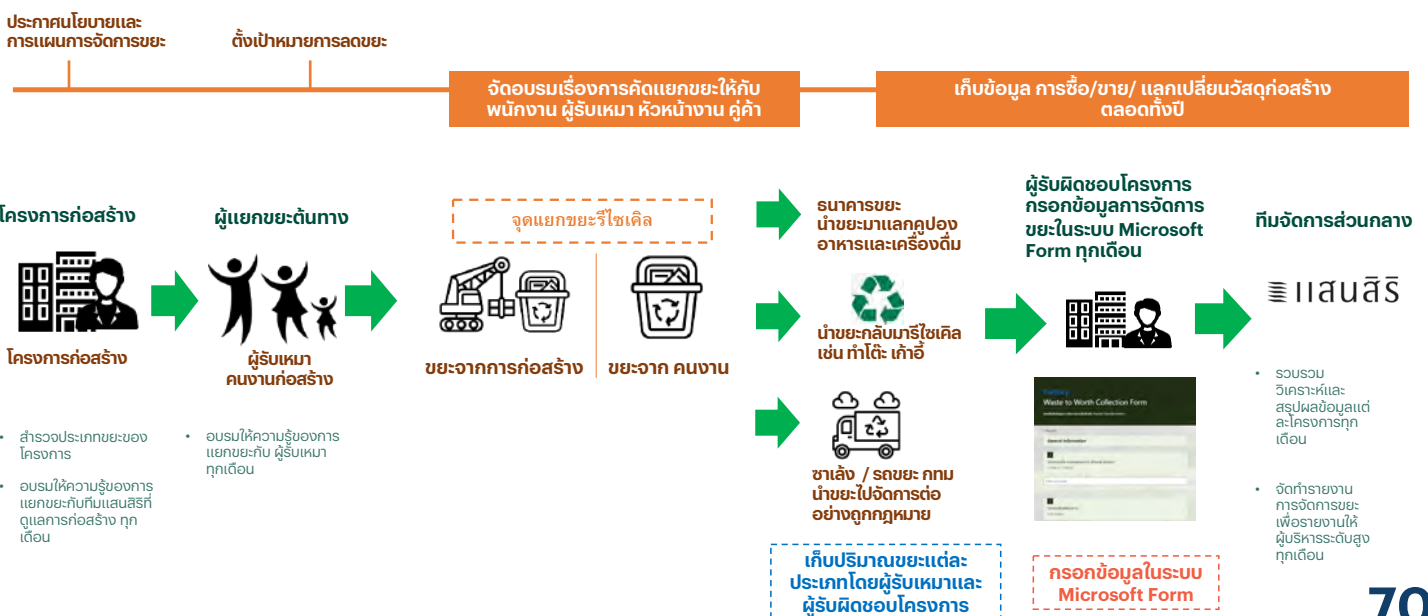 ประกาศนโยบายและ
การแผนการจัดการขยะ
ตั้งเป้าหมายการลดขยะ
จัดอบรมเรื่องการคัดแยกขยะให้กับ
พนักงาน ผู้รับเหมา หัวหน้างาน คู่ค้า
เก็บข้อมูล การซื้อ/ขาย/ แลกเปลี่ยนวัสดุก่อสร้าง
ตลอดทั้งปี
โครงการก่อสร้าง
ผู้แยกขยะต้นทาง
จุดแยกขยะรีไซเคิล
ธนาคารขยะ
นำขยะมาแลกคูปอง
อาหารและเครื่องดื่ม
ผู้รับผิดชอบโครงการ
กรอกข้อมูลการจัดการ
ขยะในระบบ Microsoft
Form ทุกเดือน
ทีมจัดการส่วนกลาง
แสนสิริ
โครงการก่อสร้าง
ผู้รับเหมา
คนงานก่อสร้าง
ขยะจากการก่อสร้าง
ขยะจาก คนงาน
นำขยะกลับมารีไซเคิล
เช่น ทำโต๊ะ เก้าอี้
• สำรวจประเภทขยะของ
โครงการ
• อบรมให้ความรู้ของการ
แยกขยะกับทีมแสนสิริที่
ดูแลการก่อสร้าง ทุก
เดือน
• อบรมให้ความรู้ของการ
แยกขยะกับ ผู้รับเหมา
ทุกเดือน
ซาเล้ง / รถขยะ กทม
นำขยะไปจัดการต่อ
อย่างถูกกฎหมาย
Waste to Worth Collection Form
General Information
• รวบรวม
วิเคราะห์และ
สรุปผลข้อมูลแต่
ละโครงการทุก
เดือน
• จัดทำรายงาน
การจัดการขยะ
เพื่อรายงานให้
ผู้บริหารระดับสูง
ทุกเดือน
เก็บปริมาณขยะแต่ละ
ประเภทโดยผู้รับเหมาและ
ผู้รับผิดชอบโครงการ
กรอกข้อมูลในระบบ
Microsoft Form
70